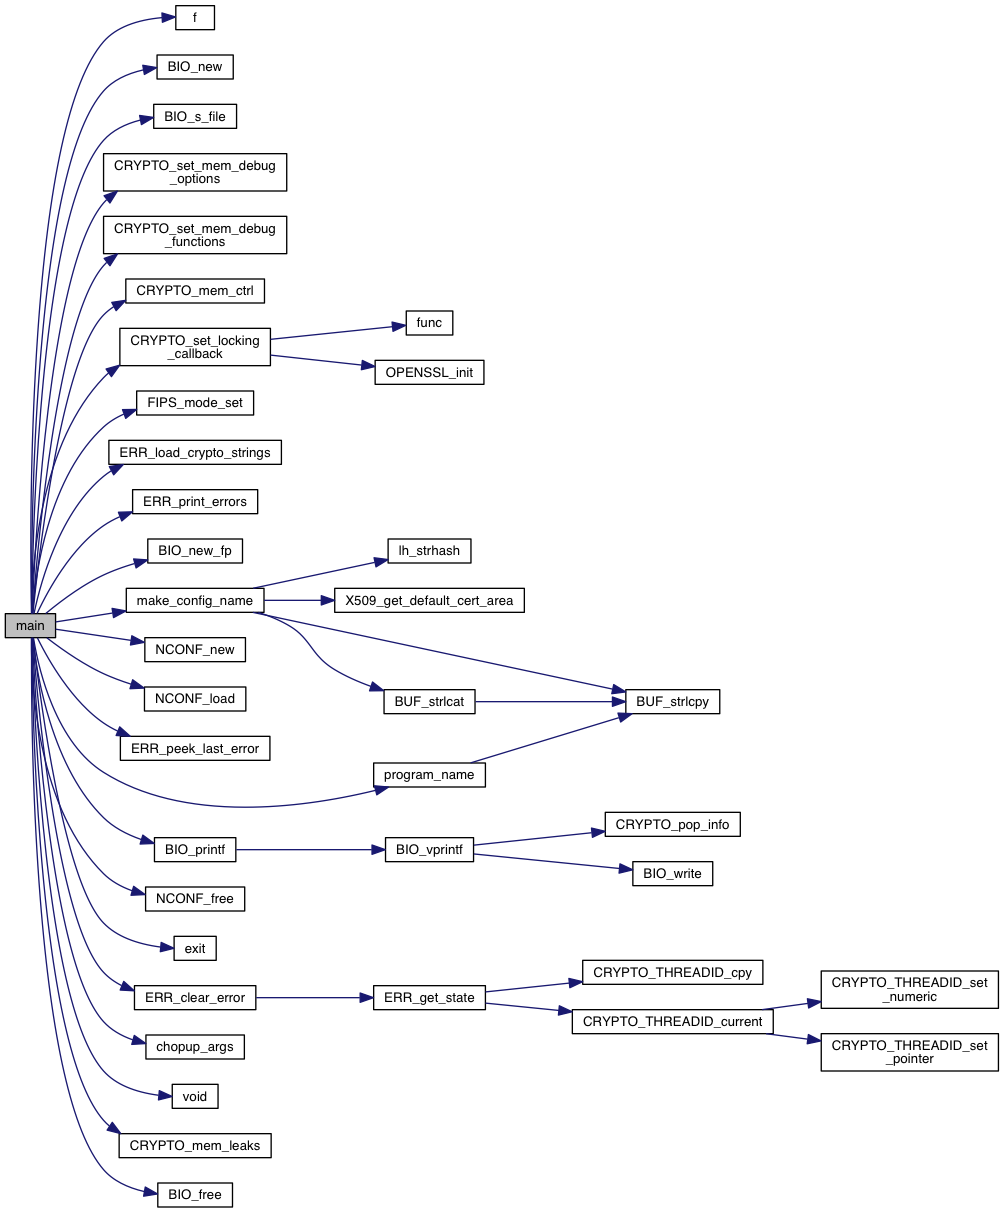 f
BIO_new
BIO_s_file
CRYPTO_set_mem_debug
_options
CRYPTO_set_mem_debug
_functions
CRYPTO_mem_ctrl
CRYPTO_set_locking
_callback
func
OPENSSL_init
FIPS_mode_set
ERR_load_crypto_strings
ERR_print_errors
BIO_new_fp
lh_strhash
make_config_name
X509_get_default_cert_area
main
NCONF_new
NCONF_load
BUF_strlcat
BUF_strlcpy
ERR_peek_last_error
program_name
BIO_printf
BIO_vprintf
CRYPTO_pop_info
BIO_write
NCONF_free
exit
ERR_clear_error
ERR_get_state
CRYPTO_THREADID_cpy
CRYPTO_THREADID_current
CRYPTO_THREADID_set
_numeric
CRYPTO_THREADID_set
_pointer
chopup_args
void
CRYPTO_mem_leaks
BIO_free